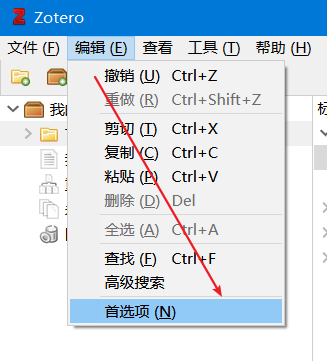 Zotero
文件 (F) 编辑 (E) 查看 工具 (T) 帮助 (H)
撤销 (U) Ctrl+Z
重做 (R) Ctrl+Shift+Z
剪切 (T) Ctrl+X
复制 (C) Ctrl+C
粘贴 (P) Ctrl+V
删除 (D) Del
全选 (A) Ctrl+A
查找 (F) Ctrl+F
高级搜索
首选项 (N)